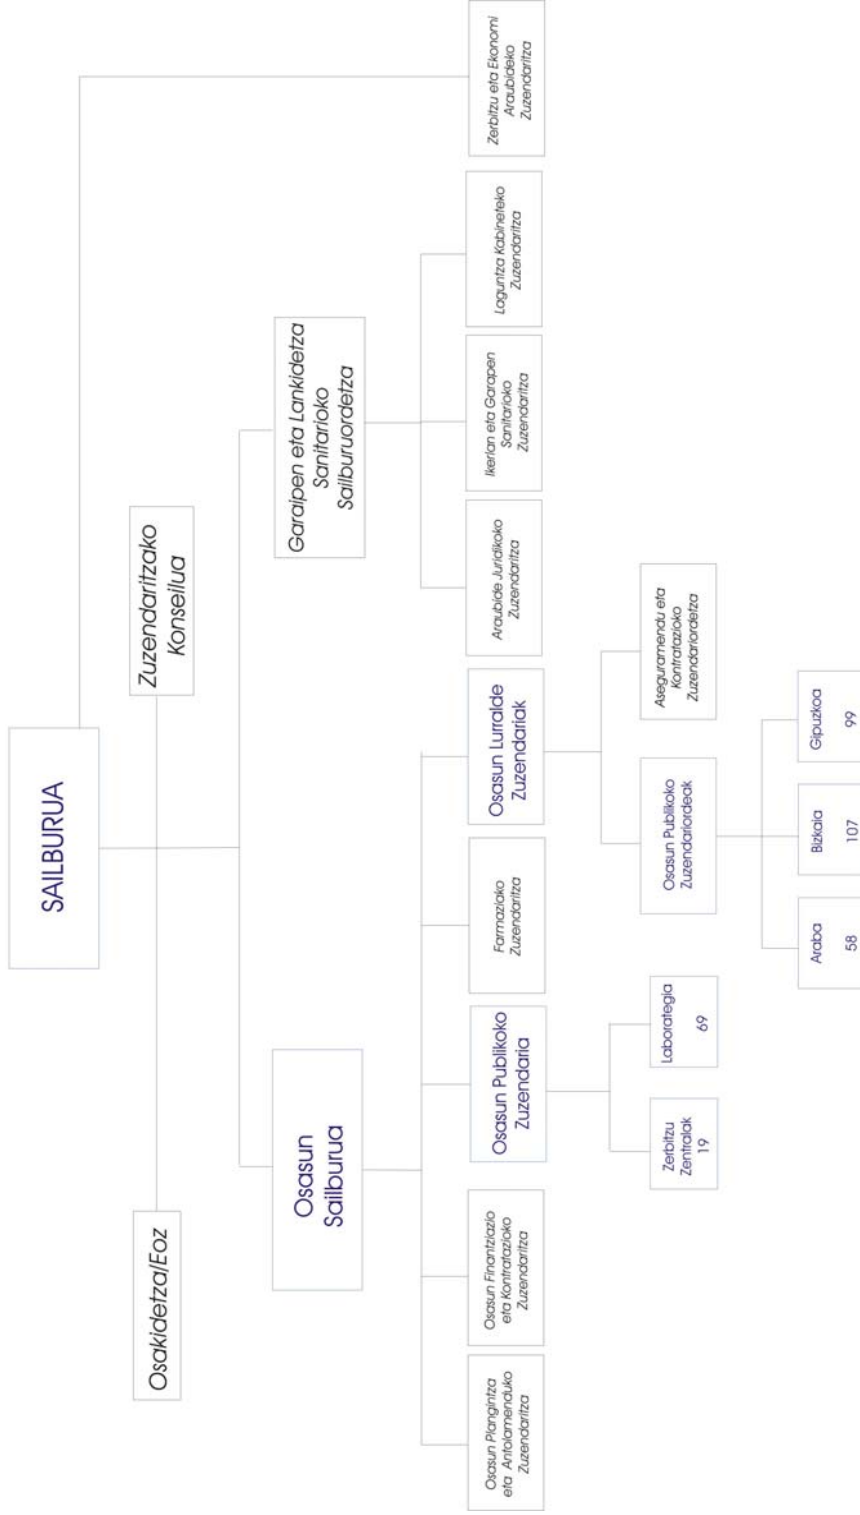 SAILBURUA
Osakidetza/Eoz
Zuzendaritzako
Konseilua
Osasun
Sailburua
Garaipen eta Lankidetza
Sanitarioko
Sailburuordetza
Osasun Plangintza
eta Antolamenduko
Zuzendaritza
Osasun Finantziazio
eta Kontratazioko
Zuzendaritza
Osasun Publikoko
Zuzendaria
Farmaziako
Zuzendaritza
Osasun Lurralde
Zuzendariak
Araubide Juridikoko
Zuzendaritza
Ikerlan eta Garapen
Sanitarioko
Zuzendaritza
Laguntza Kabineteko
Zuzendaritza
Zerbitzu eta Ekonomi
Araubideko
Zuzendaritza
Zerbitzu
Zentralak
19
Laborategia
69
Osasun Publikoko
Zuzendariordeak
Aseguramendu eta
Kontratazioko
Zuzendariordetza
Araba
58
Bizkaia
107
Gipuzkoa
99